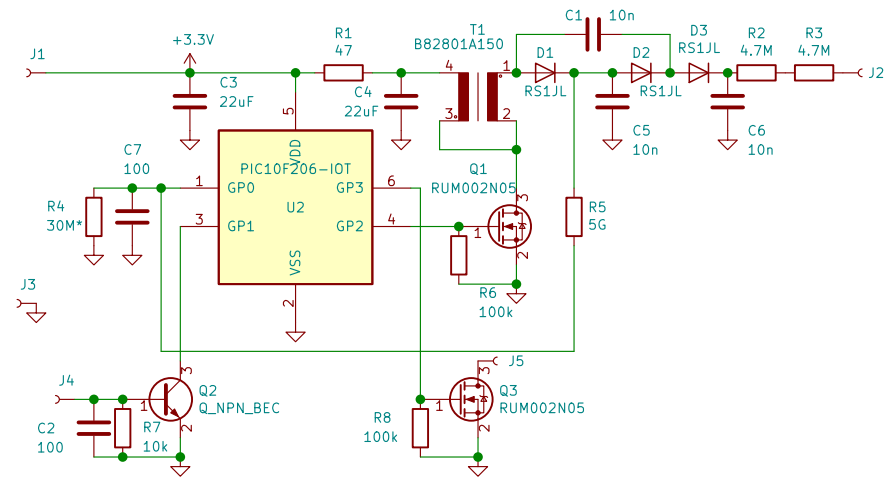 J1
+3.3V
C3
22uF
R1
47
C4
22uF
T1
B82801A150
4
1
3
2
C1
10n
D1
RS1JL
D2
RS1JL
D3
RS1JL
R2
4.7M
R3
4.7M
J2
C5
10n
C6
10n
C7
100
R4
30M*
5
VDD
PIC10F206-IOT
U2
1
GP0
3
GP1
6
GP3
4
GP2
VSS
2
Q1
RUM002N05
3
1
2
R5
5G
R6
100k
J3
J4
C2
100
R7
10k
3
1
2
Q2
Q_NPN_BEC
J5
3
1
2
Q3
RUM002N05
R8
100k